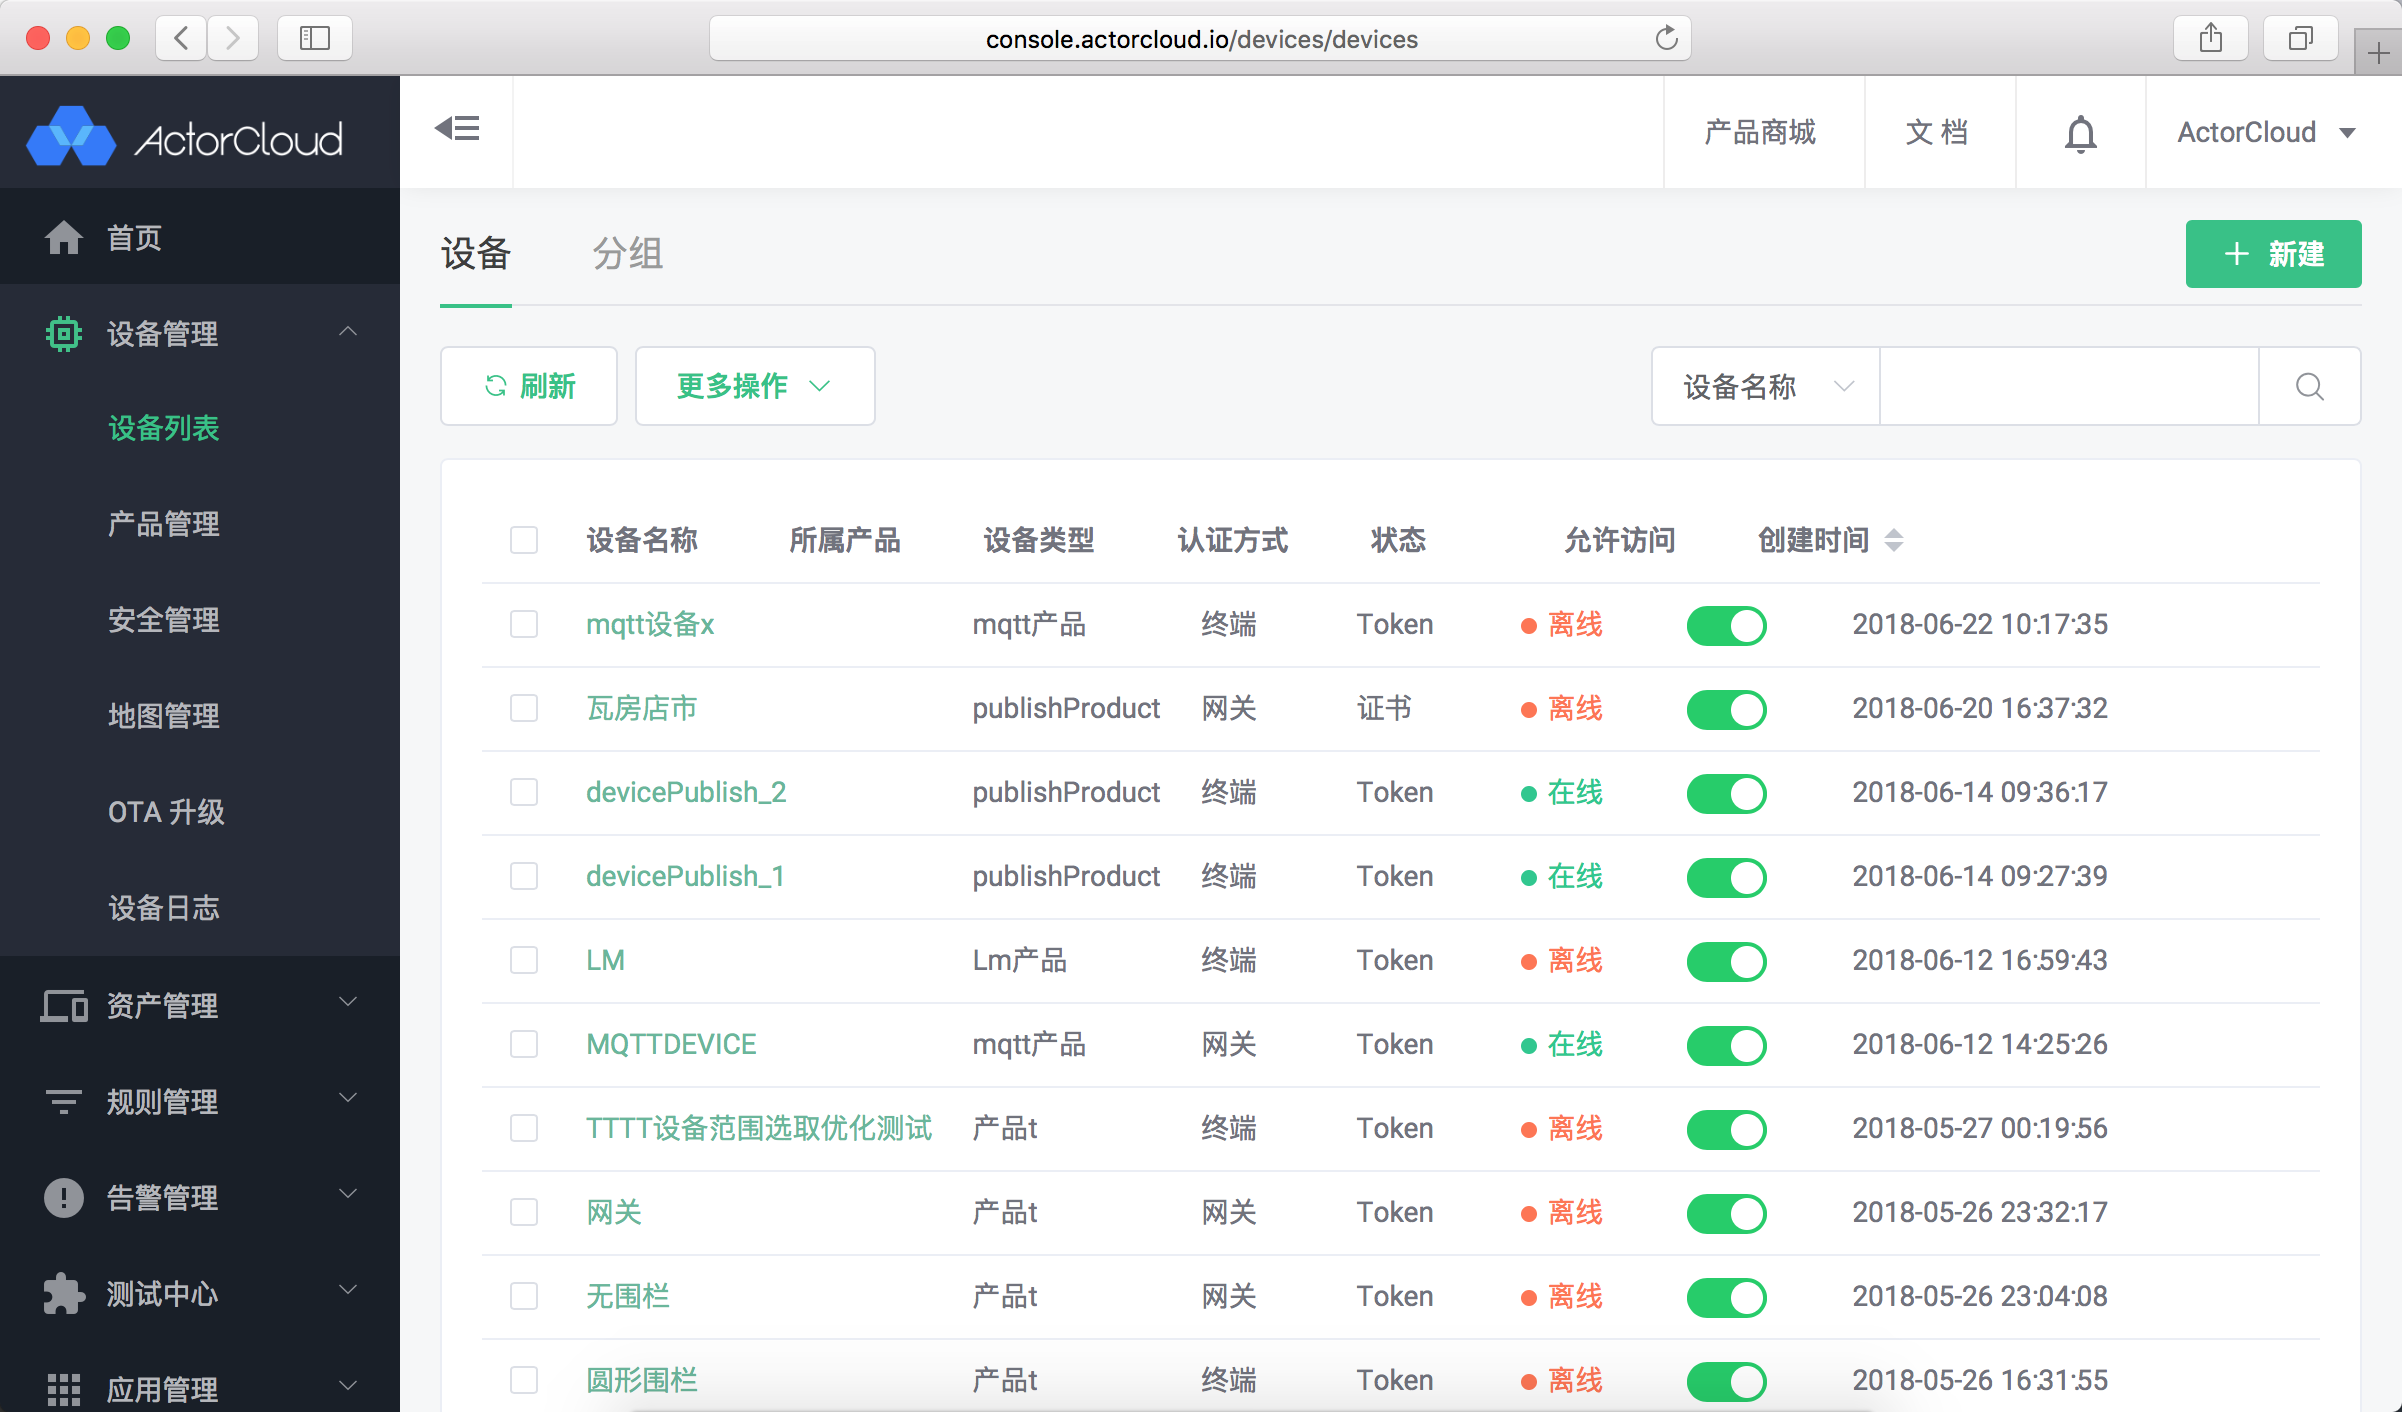 console.actorcloud.io/devices/devices
ActorCloud
产品商城 文 档 ActorCloud
首页
设备管理
设备列表
产品管理
安全管理
地图管理
OTA 升级
设备日志
资产管理
规则管理
告警管理
测试中心
应用管理
设备 分组 + 新建
刷新 更多操作 设备名称
设备名称 所属产品 设备类型 认证方式 状态 允许访问 创建时间
mqtt设备x mqtt产品 终端 Token 离线 2018-06-22 10:17:35
瓦房店市 publishProduct 网关 证书 离线 2018-06-20 16:37:32
devicePublish_2 publishProduct 终端 Token 在线 2018-06-14 09:36:17
devicePublish_1 publishProduct 终端 Token 在线 2018-06-14 09:27:39
LM Lm产品 终端 Token 离线 2018-06-12 16:59:43
MQTTDEVICE mqtt产品 网关 Token 在线 2018-06-12 14:25:26
TTTT设备范围选取优化测试 产品t 终端 Token 离线 2018-05-27 00:19:56
网关 产品t 网关 Token 离线 2018-05-26 23:32:17
无围栏 产品t 网关 Token 离线 2018-05-26 23:04:08
圆形围栏 产品t 终端 Token 离线 2018-05-26 16:31:55